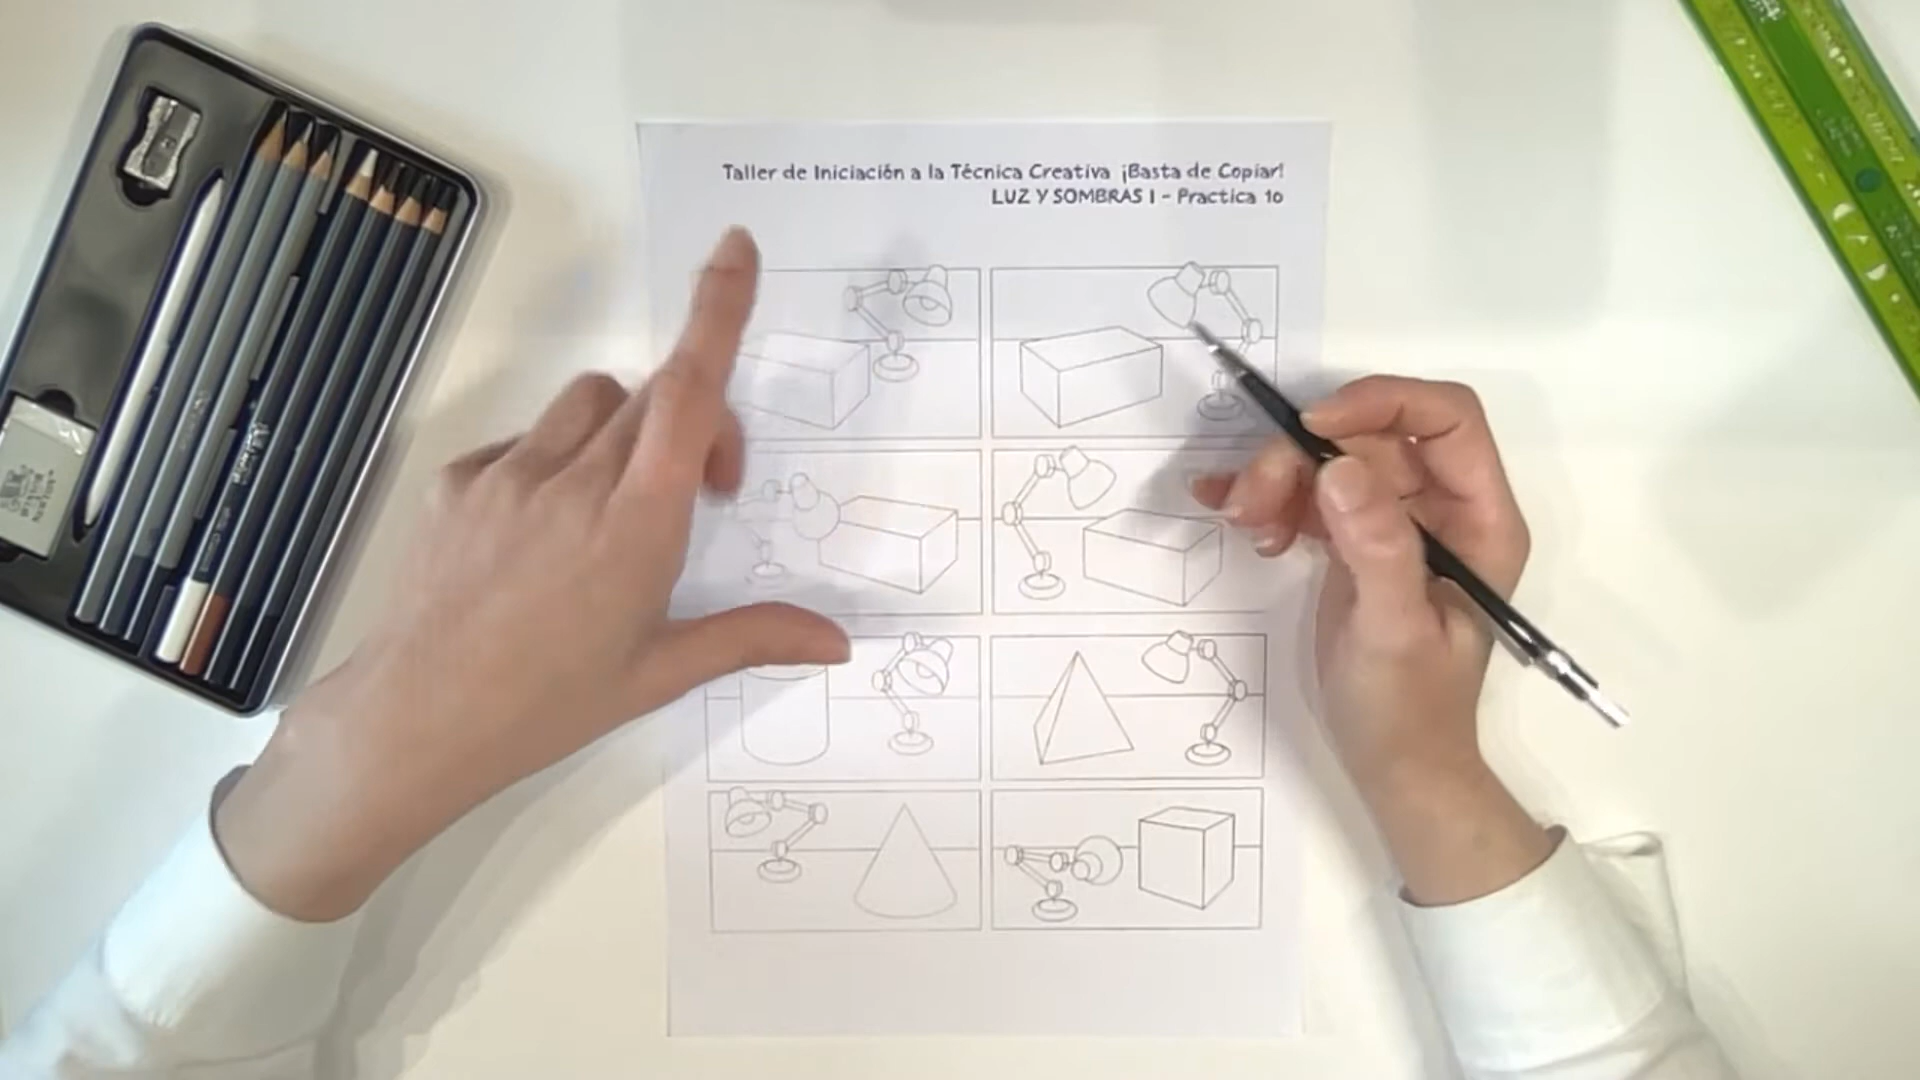 Taller de Iniciación a la Técnica Creativa ¡Basta de Copiar!
LUZ Y SOMBRAS I - Practica 10